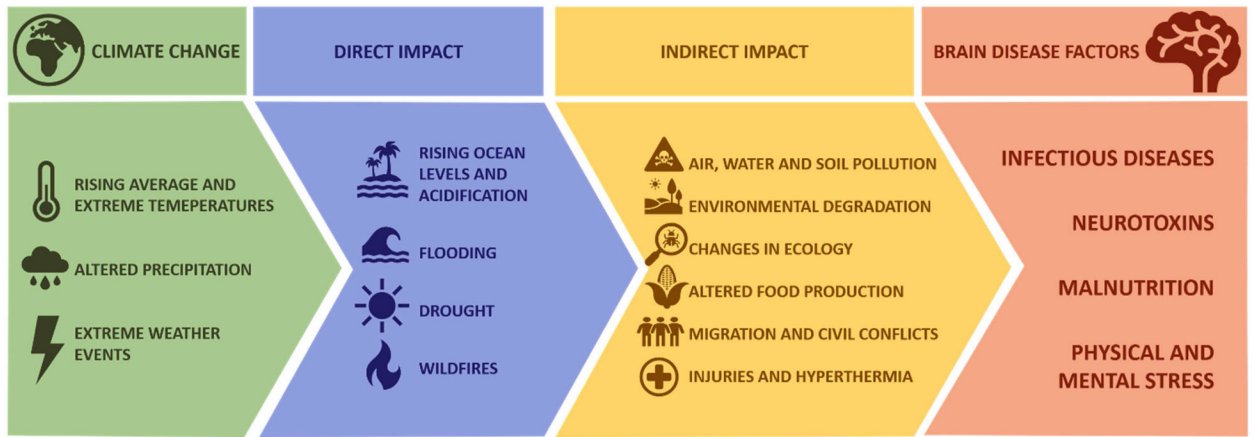 CLIMATE CHANGE
DIRECT IMPACT
INDIRECT IMPACT
BRAIN DISEASE FACTORS
RISING AVERAGE AND
EXTREME TEMEPERATURES
ALTERED PRECIPITATION
EXTREME WEATHER
EVENTS
RISING OCEAN
LEVELS AND
ACIDIFICATION
FLOODING
DROUGHT
WILDFIRES
AIR, WATER AND SOIL POLLUTION
ENVIRONMENTAL DEGRADATION
CHANGES IN ECOLOGY
ALTERED FOOD PRODUCTION
MIGRATION AND CIVIL CONFLICTS
INJURIES AND HYPERTHERMIA
INFECTIOUS DISEASES
NEUROTOXINS
MALNUTRITION
PHYSICAL AND
MENTAL STRESS